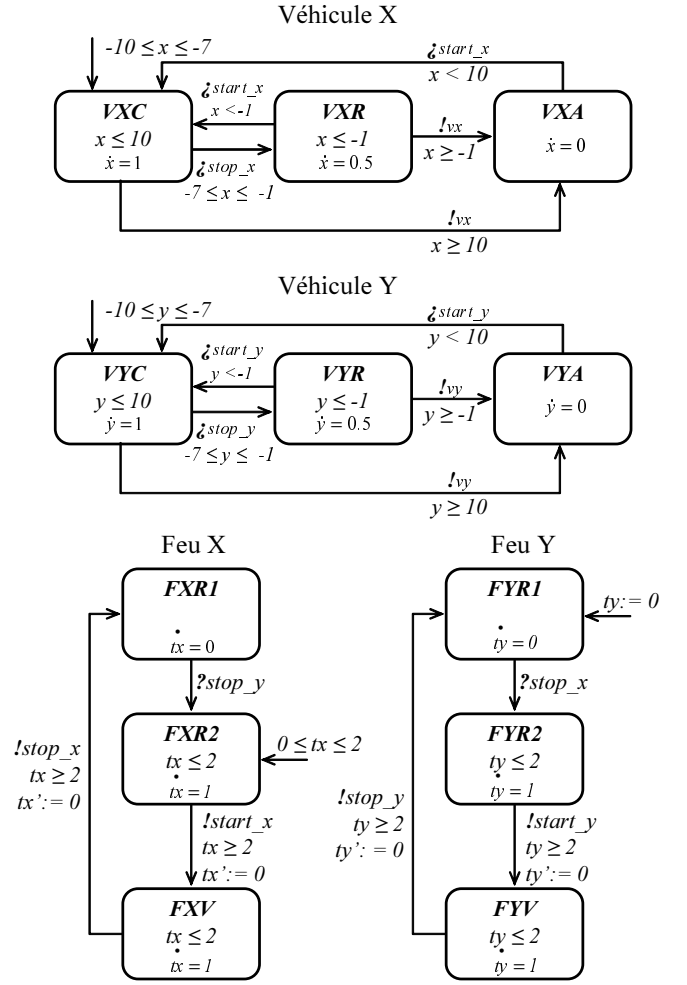 Véhicule X
-10 ≤ x ≤ -7
¿start_x
x < 10
VXC
x ≤ 10
ẋ = 1
¿start_x
x <-1
¿stop_x
-7 ≤ x ≤ -1
VXR
x ≤ -1
ẋ = 0.5
!vx
x ≥ -1
VXA
ẋ = 0
!vx
x ≥ 10
Véhicule Y
-10 ≤ y ≤ -7
¿start_y
y < 10
VYC
y ≤ 10
ẏ = 1
¿start_y
y <-1
¿stop_y
-7 ≤ y ≤ -1
VYR
y ≤ -1
ẏ = 0.5
!vy
y ≥ -1
VYA
ẏ = 0
!vy
y ≥ 10
Feu X
FXR1
ṫx = 0
?stop_y
FXR2
tx ≤ 2
ṫx = 1
0 ≤ tx ≤ 2
!stop_x
tx ≥ 2
tx’:= 0
!start_x
tx ≥ 2
tx’:= 0
FXV
tx ≤ 2
ṫx = 1
Feu Y
FYR1
ṫy = 0
ty:= 0
?stop_x
FYR2
ty ≤ 2
ṫy = 1
!stop_y
ty ≥ 2
ty’: = 0
!start_y
ty ≥ 2
ty’:= 0
FYV
ty ≤ 2
ṫy = 1